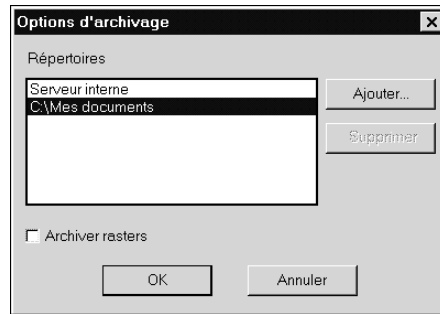 Options d'archivage
Répertoires
Serveur interne
C:\Mes documents
Ajouter...
Supprimer
Archiver rasters
OK
Annuler